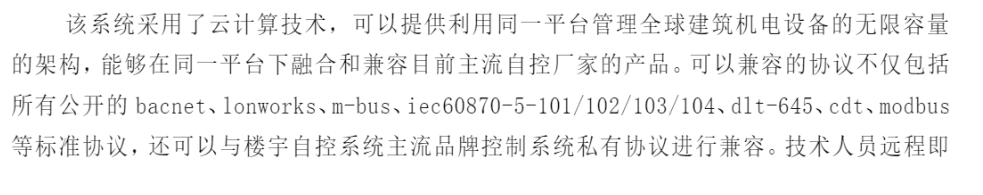 该系统采用了云计算技术，可以提供利用同一平台管理全球建筑机电设备的无限容量
的架构，能够在同一平台下融合和兼容目前主流自控厂家的产品。可以兼容的协议不仅包括
所有公开的 bacnet、lonworks、m-bus、iec60870-5-101/102/103/104、dlt-645、cdt、modbus
等标准协议，还可以与楼宇自控系统主流品牌控制系统私有协议进行兼容。技术人员远程即